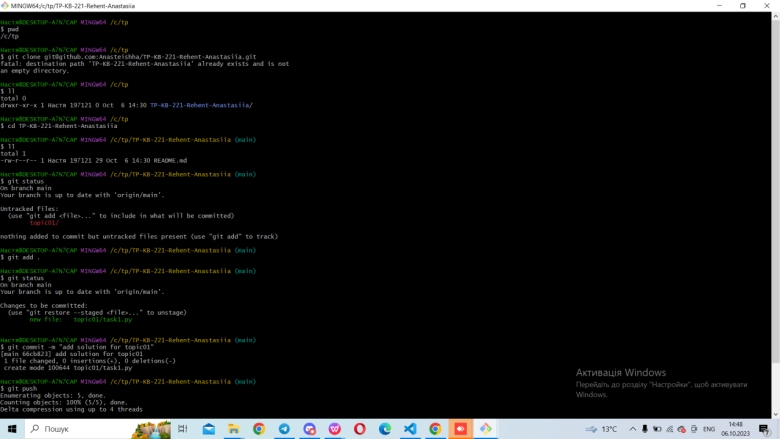 MINGW64:/c/tp/TP-KB-221-Rehent-Anastasiia
Настя@DESKTOP-A7N7CAP MINGW64 /c/tp
$ pwd
/c/tp
Настя@DESKTOP-A7N7CAP MINGW64 /c/tp
$ git clone git@github.com:Anasteishha/TP-KB-221-Rehent-Anastasiia.git
fatal: destination path 'TP-KB-221-Rehent-Anastasiia' already exists and is not
an empty directory.
Настя@DESKTOP-A7N7CAP MINGW64 /c/tp
$ ll
total 0
drwxr-xr-x 1 Настя 197121 0 Oct  6 14:30 TP-KB-221-Rehent-Anastasiia/
Настя@DESKTOP-A7N7CAP MINGW64 /c/tp
$ cd TP-KB-221-Rehent-Anastasiia
Настя@DESKTOP-A7N7CAP MINGW64 /c/tp/TP-KB-221-Rehent-Anastasiia (main)
$ ll
total 1
-rw-r--r-- 1 Настя 197121 29 Oct  6 14:30 README.md
Настя@DESKTOP-A7N7CAP MINGW64 /c/tp/TP-KB-221-Rehent-Anastasiia (main)
$ git status
On branch main
Your branch is up to date with 'origin/main'.
Untracked files:
(use "git add <file>..." to include in what will be committed)
topic01/
nothing added to commit but untracked files present (use "git add" to track)
Настя@DESKTOP-A7N7CAP MINGW64 /c/tp/TP-KB-221-Rehent-Anastasiia (main)
$ git add .
Настя@DESKTOP-A7N7CAP MINGW64 /c/tp/TP-KB-221-Rehent-Anastasiia (main)
$ git status
On branch main
Your branch is up to date with 'origin/main'.
Changes to be committed:
(use "git restore --staged <file>..." to unstage)
new file:   topic01/task1.py
Настя@DESKTOP-A7N7CAP MINGW64 /c/tp/TP-KB-221-Rehent-Anastasiia (main)
$ git commit -m "add solution for topic01"
[main 66cb823] add solution for topic01
1 file changed, 0 insertions(+), 0 deletions(-)
create mode 100644 topic01/task1.py
Настя@DESKTOP-A7N7CAP MINGW64 /c/tp/TP-KB-221-Rehent-Anastasiia (main)
$ git push
Enumerating objects: 5, done.
Counting objects: 100% (5/5), done.
Delta compression using up to 4 threads
Активація Windows
Перейдіть до розділу "Настройки", щоб активувати
Windows.
Пошук
13°C
ENG
14:48
06.10.2023